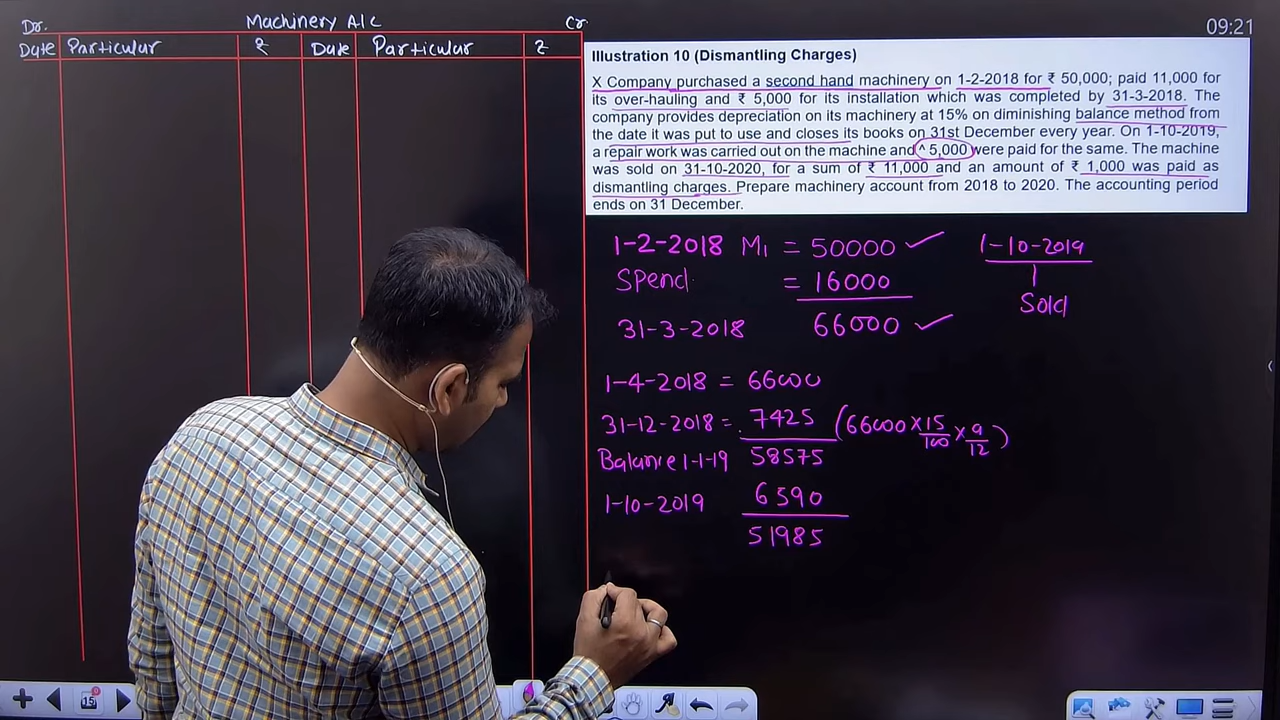 09:21
Dr. Machinery A/c Cr.
Date Particular ₹ Date Particular ₹
Illustration 10 (Dismantling Charges)
X Company purchased a second hand machinery on 1-2-2018 for ₹ 50,000; paid 11,000 for
its over-hauling and ₹ 5,000 for its installation which was completed by 31-3-2018. The
company provides depreciation on its machinery at 15% on diminishing balance method from
the date it was put to use and closes its books on 31st December every year. On 1-10-2019,
a repair work was carried out on the machine and ^ 5,000 were paid for the same. The machine
was sold on 31-10-2020, for a sum of ₹ 11,000 and an amount of ₹ 1,000 was paid as
dismantling charges. Prepare machinery account from 2018 to 2020. The accounting period
ends on 31 December.
1-2-2018 M1 = 50000 ✓
Spend = 16000
31-3-2018 66000 ✓
1-10-2019
Sold
1-4-2018 = 66000
31-12-2018 = 7425 (66000 × 15/100 × 9/12)
Balance 1-1-19 58575
1-10-2019 6590
51985
15